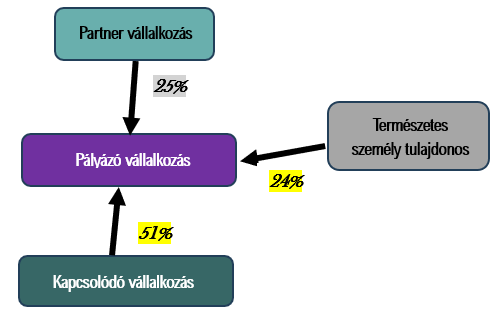 Partner vállalkozás
25%
Pályázó vállalkozás
Természetes
személy tulajdonos
24%
51%
Kapcsolódó vállalkozás